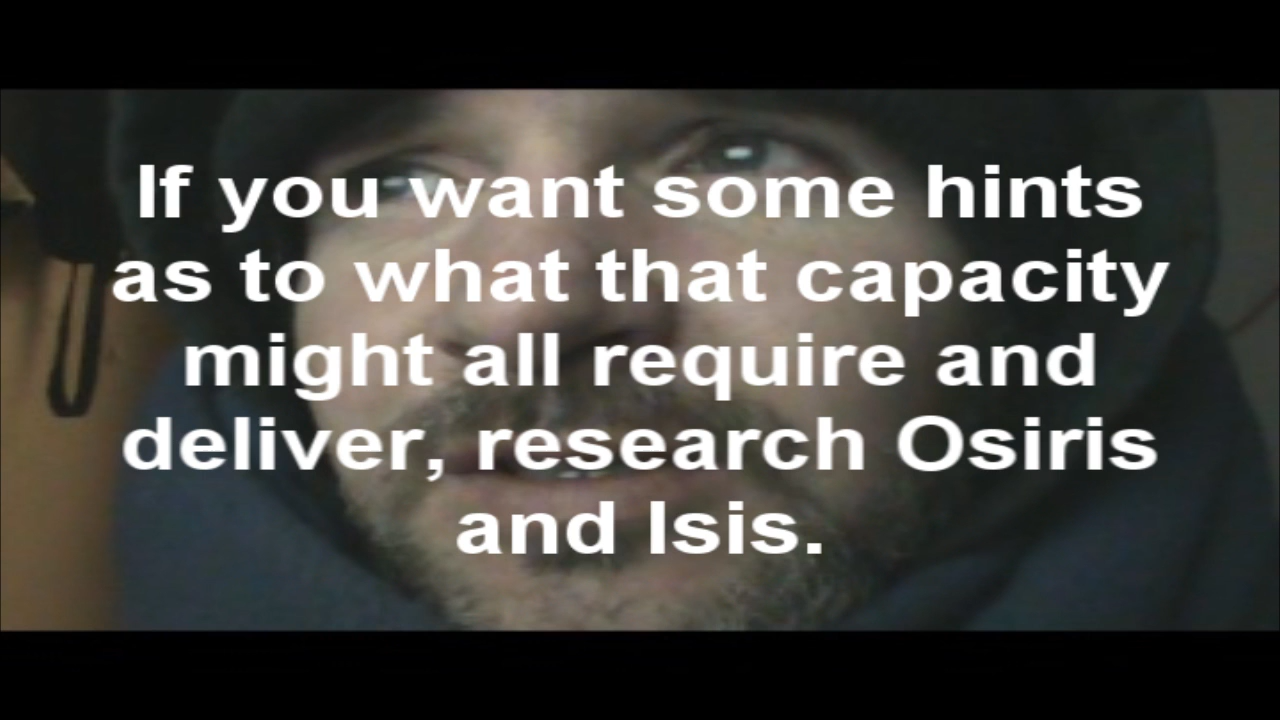 If you want some hints
as to what that capacity
might all require and
deliver, research Osiris
and Isis.